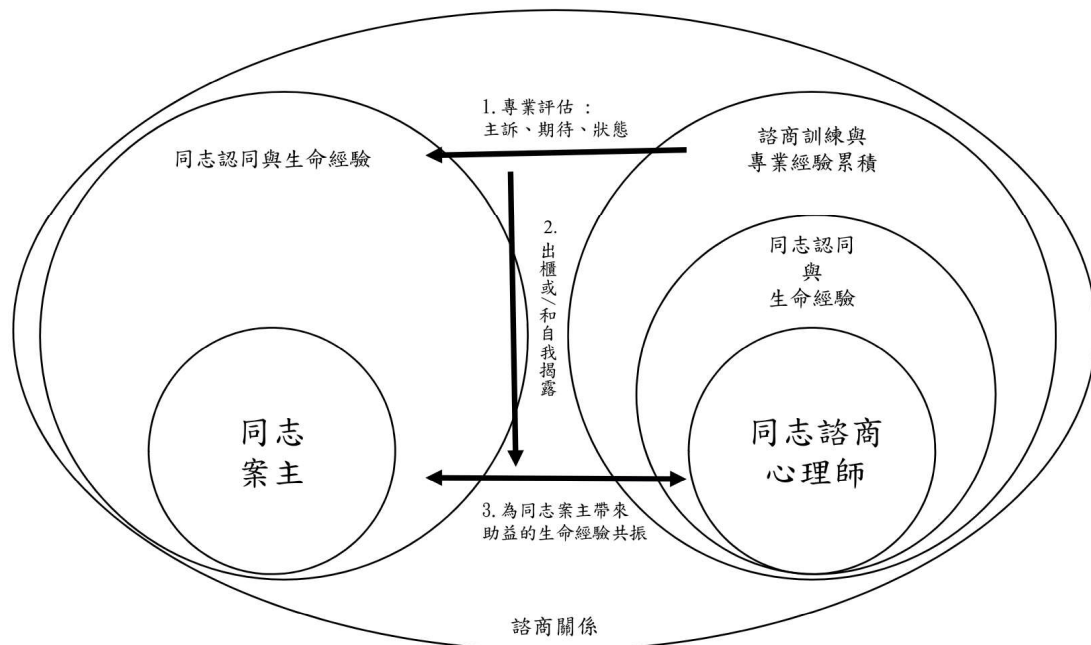 1.專業評估：
主訴、期待、狀態
同志認同與生命經驗
諮商訓練與
專業經驗累積
2.
出櫃或/和自我揭露
同志認同
與
生命經驗
同志
案主
同志諮商
心理師
3.為同志案主帶來
助益的生命經驗共振
諮商關係